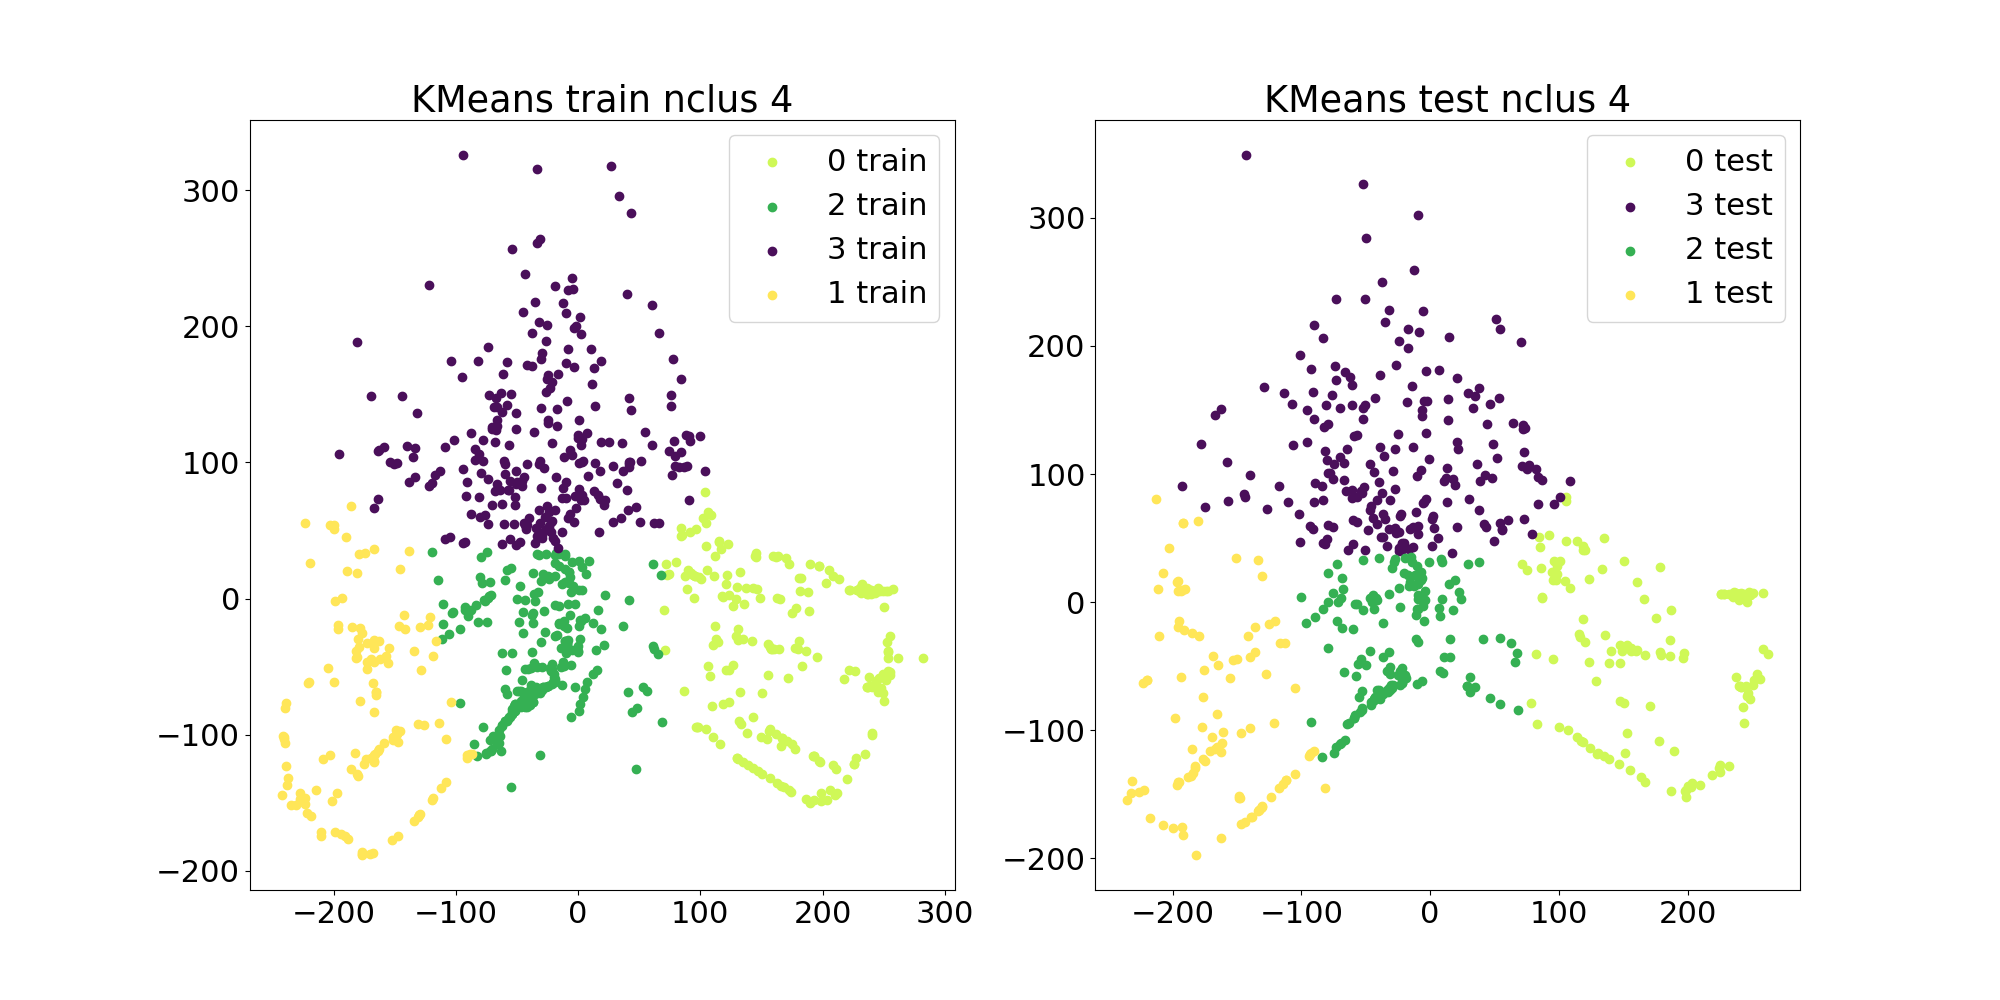 KMeans train nclus 4
0 train
2 train
3 train
1 train
300
200
100
0
−100
−200
−200 −100 0 100 200 300
KMeans test nclus 4
0 test
3 test
2 test
1 test
300
200
100
0
−100
−200
−200 −100 0 100 200